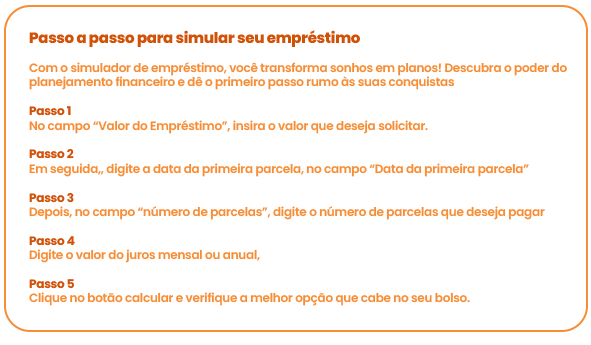 Passo a passo para simular seu empréstimo
Com o simulador de empréstimo, você transforma sonhos em planos! Descubra o poder do
planejamento financeiro e dê o primeiro passo rumo às suas conquistas
Passo 1
No campo “Valor do Empréstimo”, insira o valor que deseja solicitar.
Passo 2
Em seguida,, digite a data da primeira parcela, no campo “Data da primeira parcela”
Passo 3
Depois, no campo “número de parcelas”, digite o número de parcelas que deseja pagar
Passo 4
Digite o valor do juros mensal ou anual,
Passo 5
Clique no botão calcular e verifique a melhor opção que cabe no seu bolso.